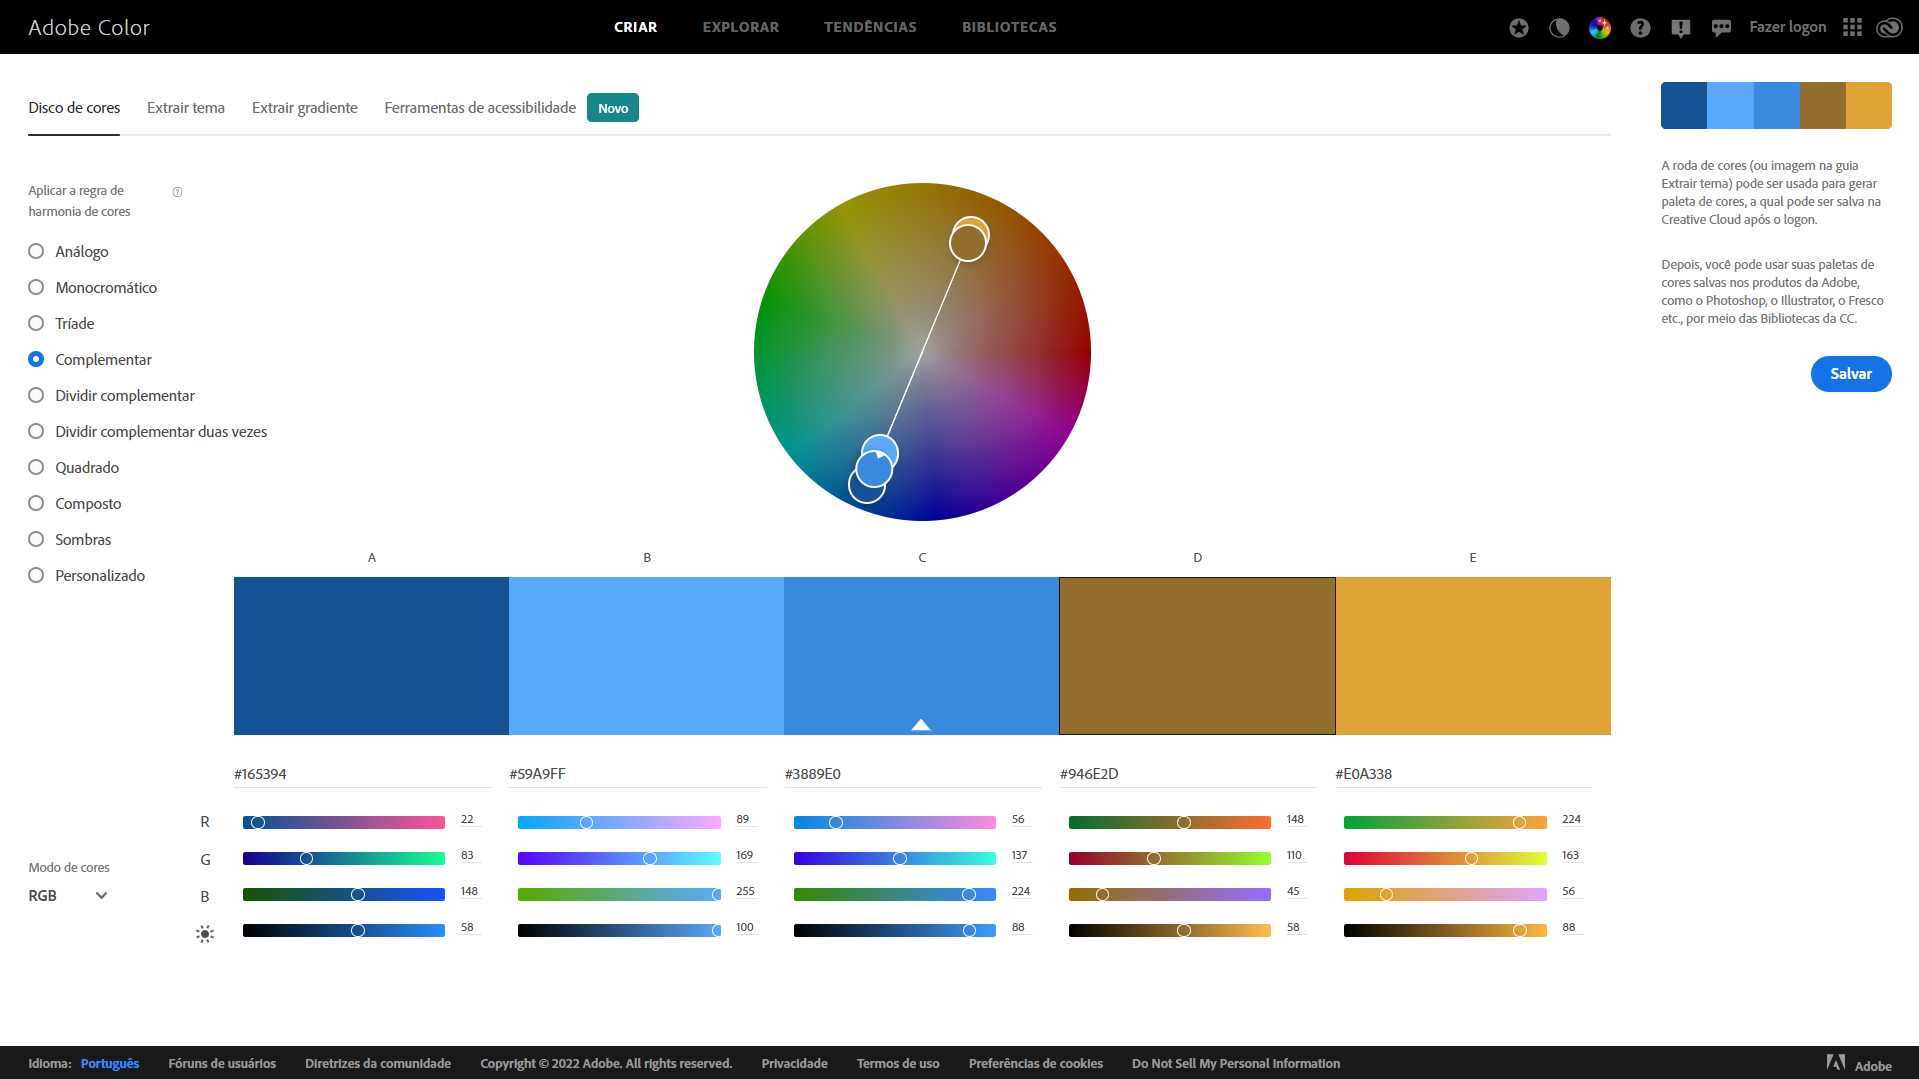 Adobe Color
CRIAR EXPLORAR TENDÊNCIAS BIBLIOTECAS
Fazer logon
Disco de cores Extrair tema Extrair gradiente Ferramentas de acessibilidade Novo
A roda de cores (ou imagem na guia
Extrair tema) pode ser usada para gerar
paleta de cores, a qual pode ser salva na
Creative Cloud após o logon.
Depois, você pode usar suas paletas de
cores salvas nos produtos da Adobe,
como o Photoshop, o Illustrator, o Fresco
etc., por meio das Bibliotecas da CC.
Salvar
Aplicar a regra de
harmonia de cores
Análogo
Monocromático
Tríade
Complementar
Dividir complementar
Dividir complementar duas vezes
Quadrado
Composto
Sombras
Personalizado
A B C D E
#165394 #59A9FF #3889E0 #946E2D #E0A338
R 22 89 56 148 224
G 83 169 137 110 163
B 148 255 224 45 56
58 100 88 58 88
Modo de cores
RGB
Idioma: Português Fóruns de usuários Diretrizes da comunidade Copyright © 2022 Adobe. All rights reserved. Privacidade Termos de uso Preferências de cookies Do Not Sell My Personal Information Adobe